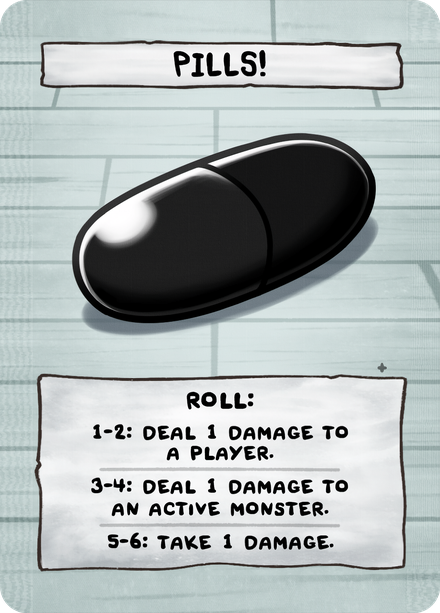 PILLS!
ROLL:
1-2: DEAL 1 DAMAGE TO
A PLAYER.
3-4: DEAL 1 DAMAGE TO
AN ACTIVE MONSTER.
5-6: TAKE 1 DAMAGE.